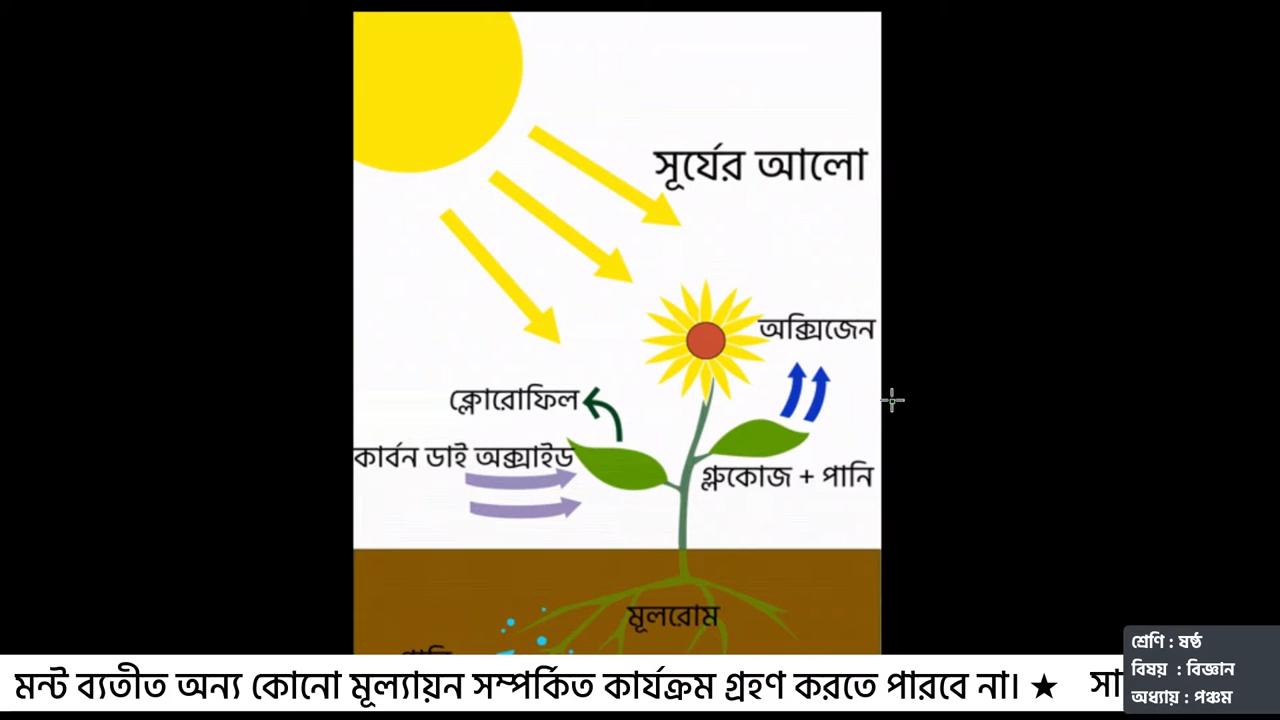 সূর্যের আলো
অক্সিজেন
ক্লোরোফিল
কার্বন ডাই অক্সাইড
গ্লুকোজ + পানি
মূলরোম
পানি
শ্রেণি : ষষ্ঠ
বিষয় : বিজ্ঞান
অধ্যায় : পঞ্চম
মন্ট ব্যতীত অন্য কোনো মূল্যায়ন সম্পর্কিত কার্যক্রম গ্রহণ করতে পারবে না। ★ সা